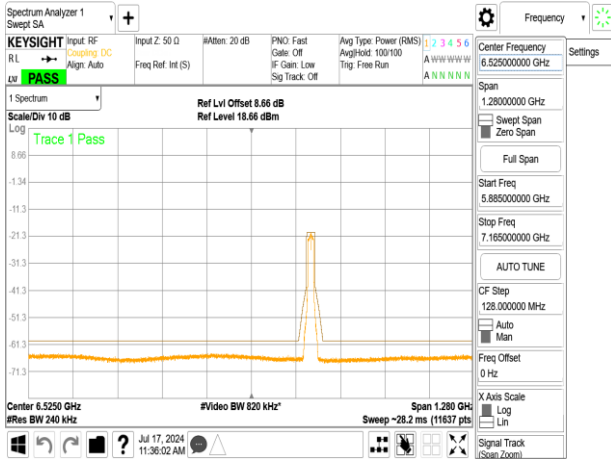 Spectrum Analyzer 1
Swept SA
Frequency
KEYSIGHT
RL
PASS
Input: RF
Coupling: DC
Align: Auto
Input Z: 50 Ω
Freq Ref: Int (S)
#Atten: 20 dB
PNO: Fast
Gate: Off
IF Gain: Low
Sig Track: Off
Avg Type: Power (RMS)
Avg|Hold: 100/100
Trig: Free Run
1 2 3 4 5 6
A W W W W W
A N N N N N
1 Spectrum
Scale/Div 10 dB
Ref Lvl Offset 8.66 dB
Ref Level 18.66 dBm
Log
Trace 1 Pass
8.66
-1.34
-11.3
-21.3
-31.3
-41.3
-51.3
-61.3
-71.3
Center 6.5250 GHz
#Res BW 240 kHz
#Video BW 820 kHz*
Span 1.280 GHz
Sweep ~28.2 ms (11637 pts
Center Frequency
6.525000000 GHz
Settings
Span
1.28000000 GHz
Swept Span
Zero Span
Full Span
Start Freq
5.885000000 GHz
Stop Freq
7.165000000 GHz
AUTO TUNE
CF Step
128.000000 MHz
Auto
Man
Freq Offset
0 Hz
X Axis Scale
Log
Lin
Signal Track
(Span Zoom)
Jul 17, 2024
11:36:02 AM